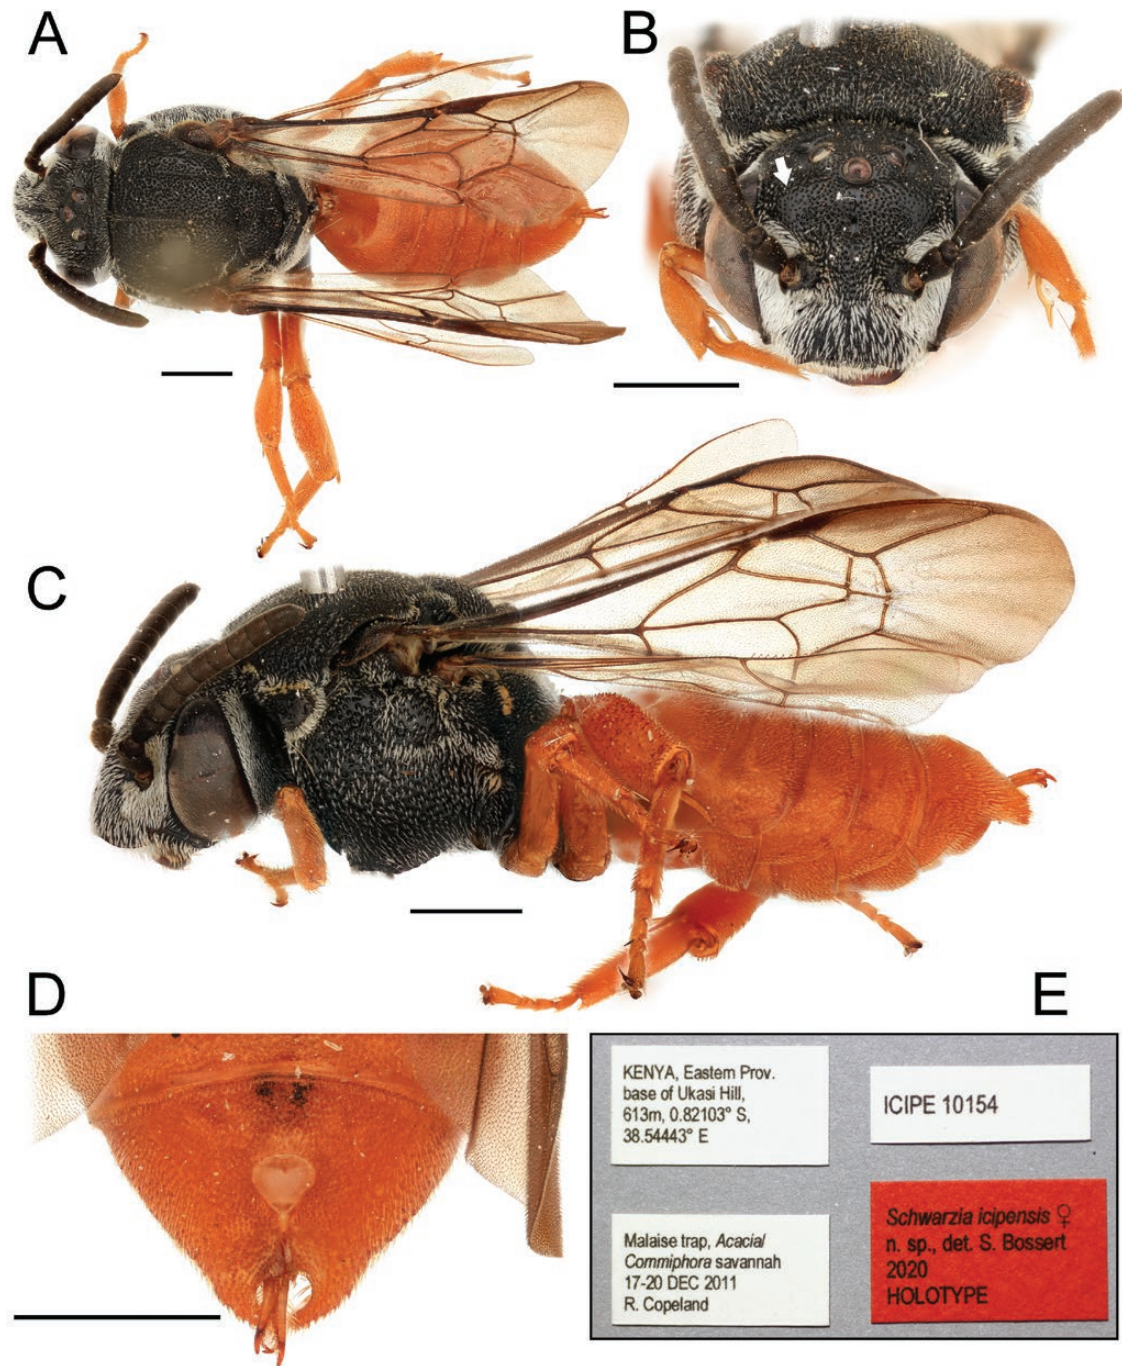 A
B
C
D
E
KENYA, Eastern Prov.
base of Ukasi Hill,
613m, 0.82103° S,
38.54443° E
ICIPE 10154
Malaise trap, Acacial
Commiphora savannah
17-20 DEC 2011
R. Copeland
Schwarzia icipensis ♀
n. sp., det. S. Bossert
2020
HOLOTYPE